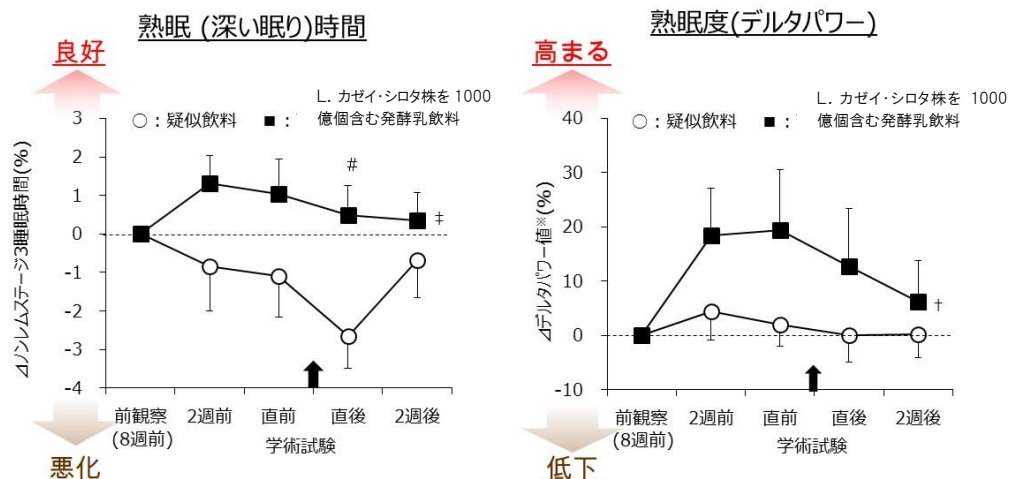 熟眠 (深い眠り)時間
良好
L. カゼイ・シロタ株を 1000
○:疑似飲料 ■: 億個含む発酵乳飲料
⊿ノンレムステージ3睡眠時間(%)
3
2
1
0
-1
-2
-3
-4
#
‡
前観察
(8週前)
2週前
直前
直後
2週後
学術試験
悪化
熟眠度(デルタパワー)
高まる
L. カゼイ・シロタ株を 1000
○:疑似飲料 ■: 億個含む発酵乳飲料
⊿デルタパワー値※(%)
40
30
20
10
0
-10
†
前観察
(8週前)
2週前
直前
直後
2週後
学術試験
低下